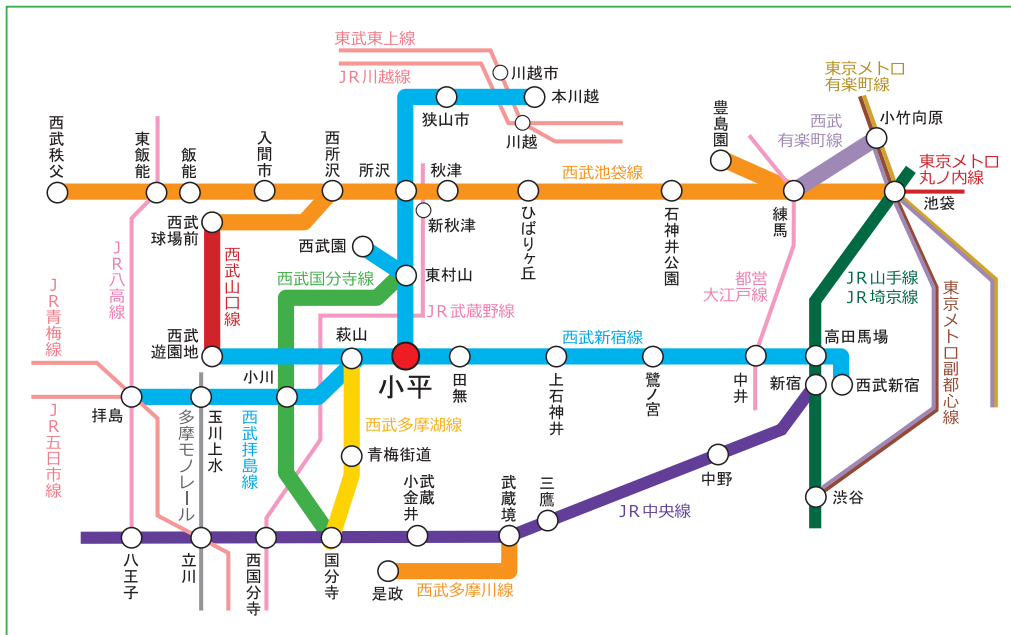 東武東上線
JR川越線
川越市
本川越
狭山市
川越
東京メトロ
有楽町線
小竹向原
西武
有楽町線
豊島園
東京メトロ
丸ノ内線
池袋
西武秩父
東飯能
飯能
入間市
西所沢
所沢
秋津
新秋津
西武池袋線
ひばりヶ丘
石神井公園
練馬
西武
球場前
西武園
東村山
西武国分寺線
西武山口線
JR八高線
JR青梅線
JR五日市線
JR武蔵野線
都営
大江戸線
JR山手線
JR埼京線
東京メトロ副都心線
西武
遊園地
萩山
小平
西武新宿線
田無
上石神井
鷺ノ宮
中井
高田馬場
新宿
西武新宿
拝島
玉川上水
小川
西武拝島線
多摩モノレール
西武多摩湖線
青梅街道
武蔵
小金井
武蔵境
三鷹
中野
渋谷
JR中央線
八王子
立川
西国分寺
国分寺
是政
西武多摩川線